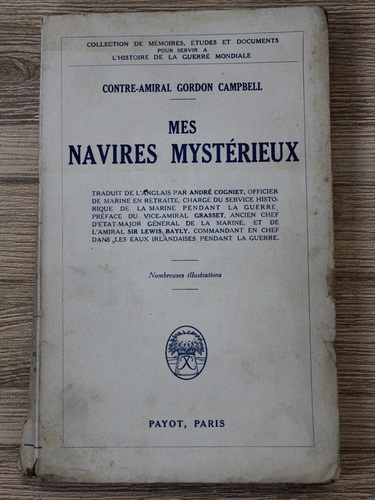 COLLECTION DE MÉMOIRES, ÉTUDES ET DOCUMENTS
POUR SERVIR A
L'HISTOIRE DE LA GUERRE MONDIALE
CONTRE-AMIRAL GORDON CAMPBELL
MES
NAVIRES MYSTÉRIEUX
TRADUIT DE L'ANGLAIS PAR ANDRÉ COGNIET, OFFICIER
DE MARINE EN RETRAITE, CHARGÉ DU SERVICE HISTO-
RIQUE DE LA MARINE PENDANT LA GUERRE,
PRÉFACE DU VICE-AMIRAL GRASSET, ANCIEN CHEF
D'ÉTAT-MAJOR GÉNÉRAL DE LA MARINE, ET DE
L'AMIRAL SIR LEWIS BAYLY, COMMANDANT EN CHEF
DANS LES EAUX IRLANDAISES PENDANT LA GUERRE.
Nombreuses illustrations
PAYOT, PARIS